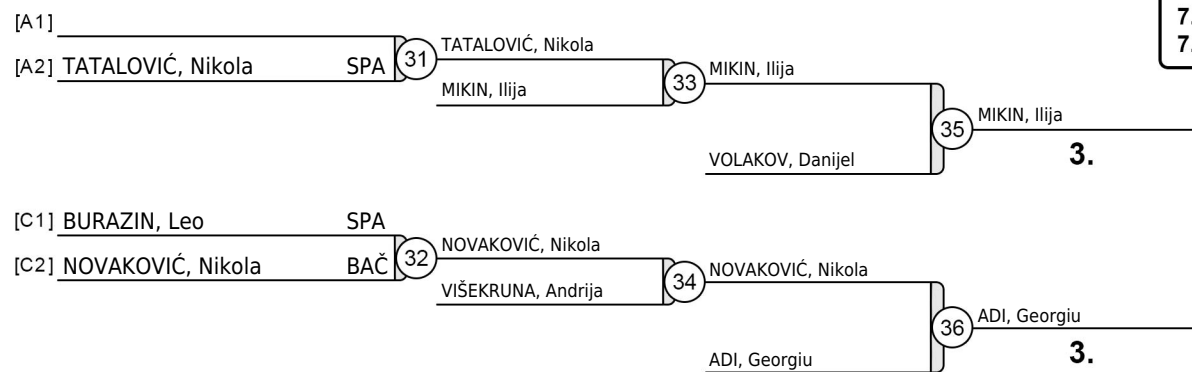 [A1]
7.
7.
[A2] TATALOVIĆ, Nikola SPA
31
TATALOVIĆ, Nikola
MIKIN, Ilija
33
MIKIN, Ilija
VOLAKOV, Danijel
35
MIKIN, Ilija
3.
[C1] BURAZIN, Leo SPA
[C2] NOVAKOVIĆ, Nikola BAČ
32
NOVAKOVIĆ, Nikola
VIŠEKRUNA, Andrija
34
NOVAKOVIĆ, Nikola
ADI, Georgiu
36
ADI, Georgiu
3.